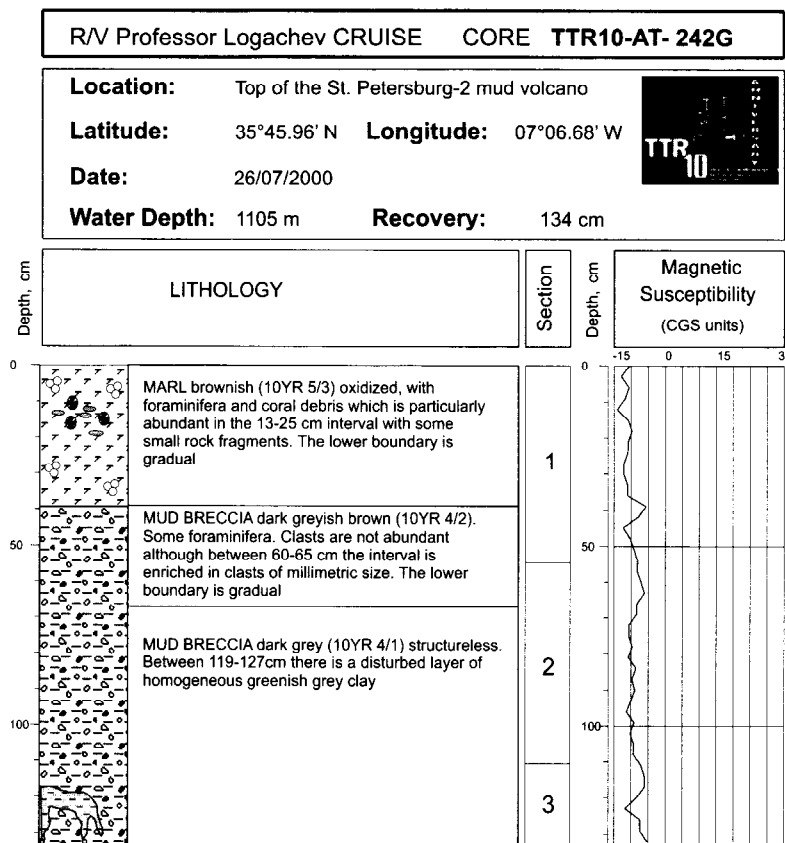 R/V Professor Logachev CRUISE CORE TTR10-AT- 242G
Location: Top of the St. Petersburg-2 mud volcano
Latitude: 35°45.96' N Longitude: 07°06.68' W
Date: 26/07/2000
Water Depth: 1105 m Recovery: 134 cm
TTR
10
Depth, cm
LITHOLOGY
Section
Depth, cm
Magnetic
Susceptibility
(CGS units)
-15 0 15 3
0
50
100
MARL brownish (10YR 5/3) oxidized, with
foraminifera and coral debris which is particularly
abundant in the 13-25 cm interval with some
small rock fragments. The lower boundary is
gradual
MUD BRECCIA dark greyish brown (10YR 4/2).
Some foraminifera. Clasts are not abundant
although between 60-65 cm the interval is
enriched in clasts of millimetric size. The lower
boundary is gradual
MUD BRECCIA dark grey (10YR 4/1) structureless.
Between 119-127cm there is a disturbed layer of
homogeneous greenish grey clay
1
2
3
0
50
100